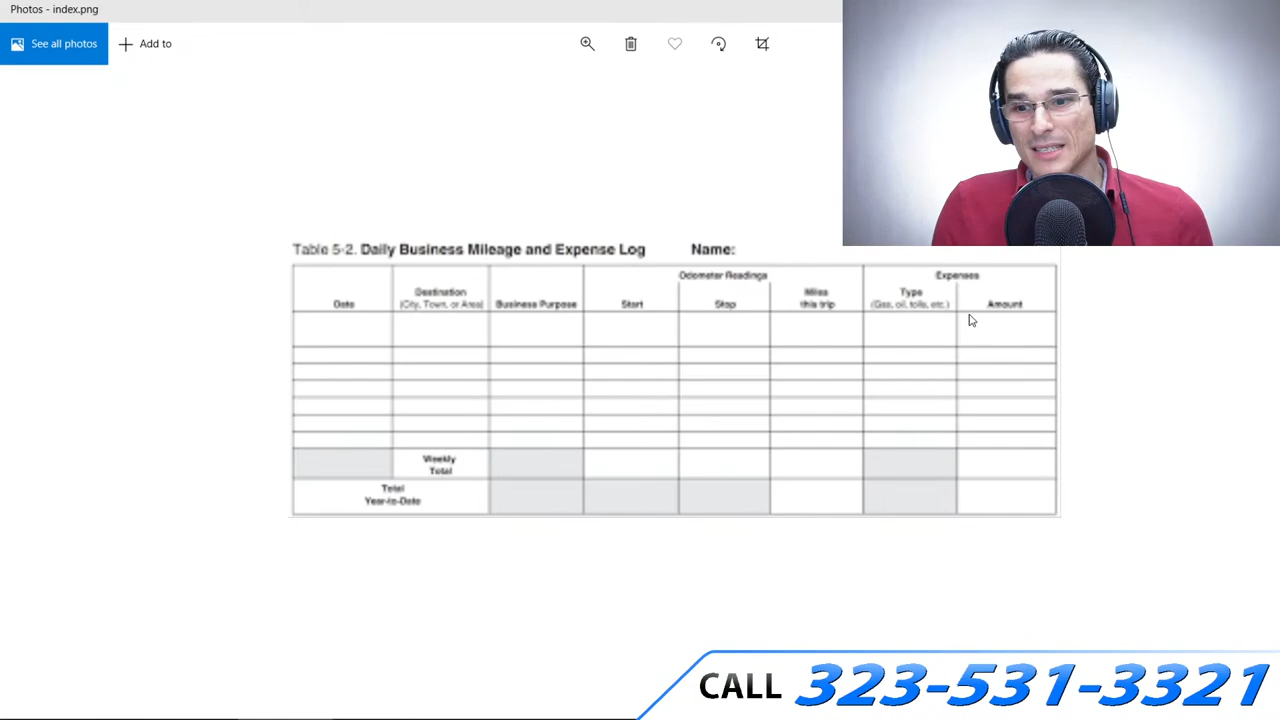 Photos - index.png
See all photos
Add to
Table 5-2. Daily Business Mileage and Expense Log Name:
Odometer Readings Expenses
Date
Destination
(City, Town, or Area)
Business Purpose
Start
Stop
Miles
this trip
Type
(Gas, oil, tolls, etc.)
Amount
Weekly
Total
Total
Year-to-Date
CALL 323-531-3321